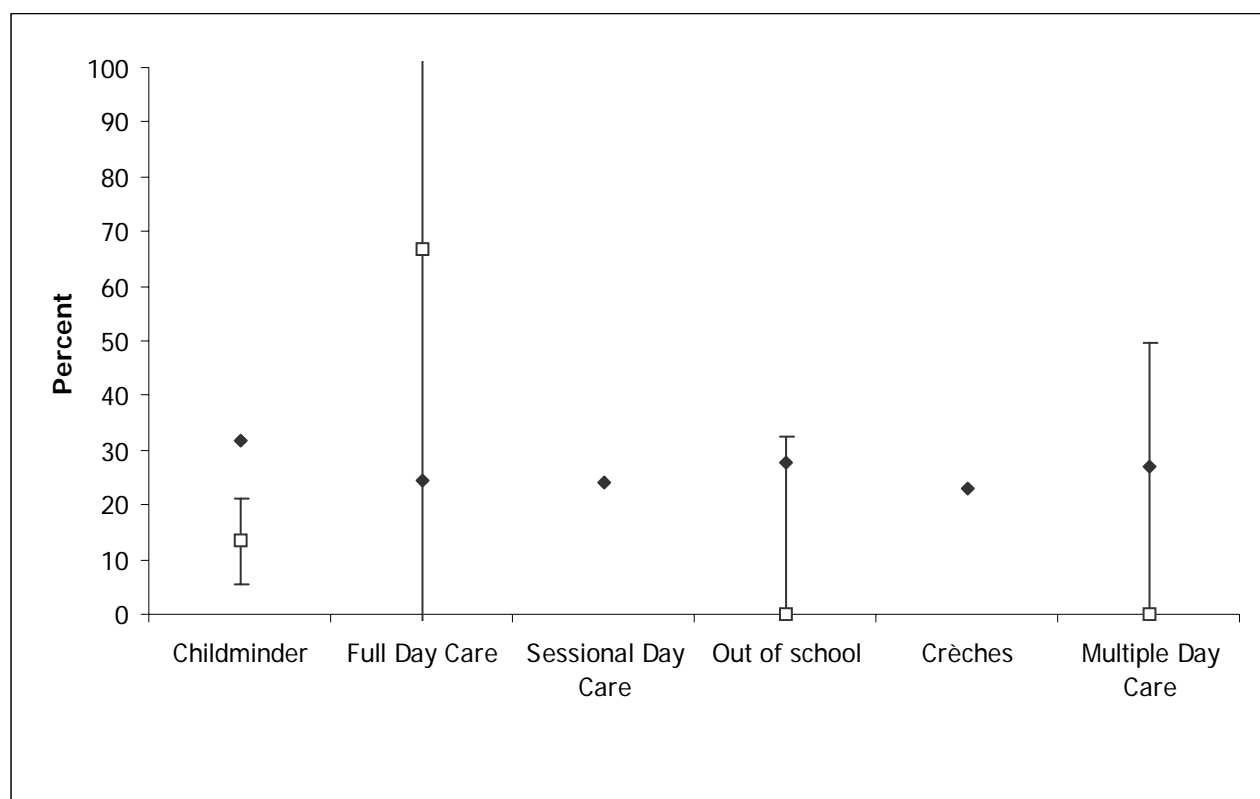 100
90
80
70
60
50
40
30
20
10
0
Percent
Childminder
Full Day Care
Sessional Day
Care
Out of school
Crèches
Multiple Day
Care